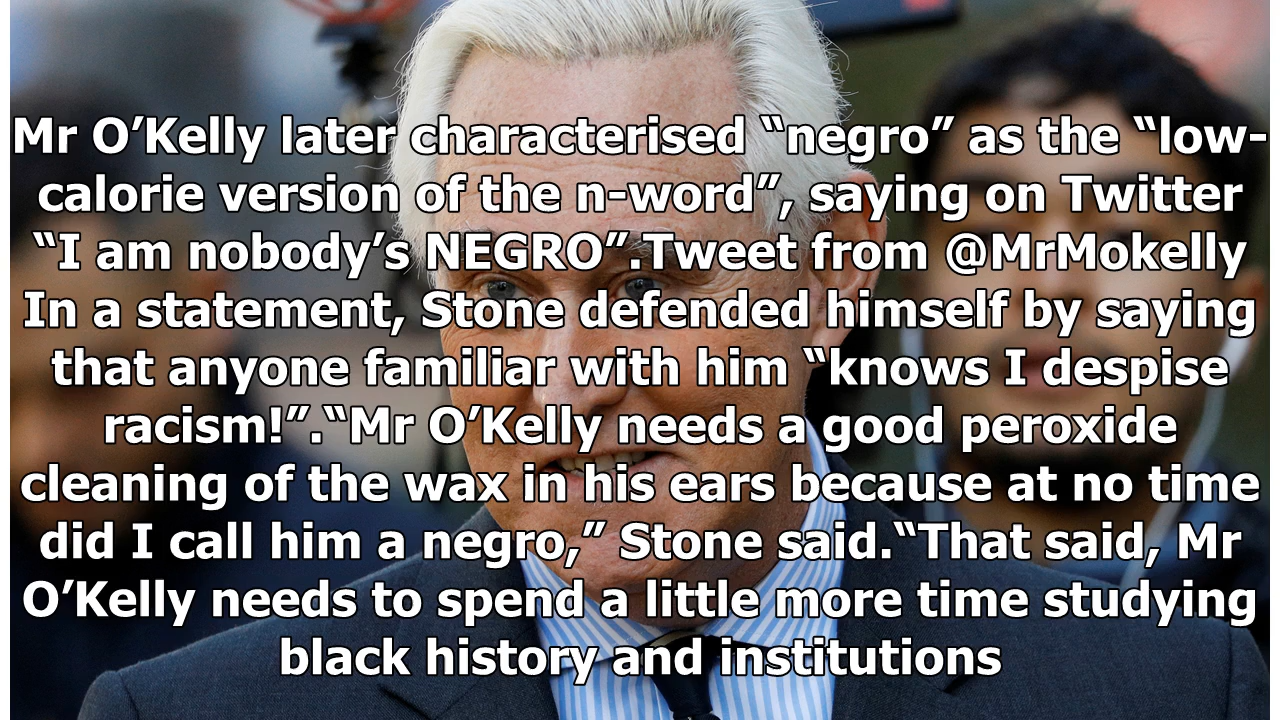 Mr O’Kelly later characterised “negro” as the “low-
calorie version of the n-word”, saying on Twitter
“I am nobody’s NEGRO”.Tweet from @MrMokelly
In a statement, Stone defended himself by saying
that anyone familiar with him “knows I despise
racism!”.“Mr O’Kelly needs a good peroxide
cleaning of the wax in his ears because at no time
did I call him a negro,” Stone said.“That said, Mr
O’Kelly needs to spend a little more time studying
black history and institutions